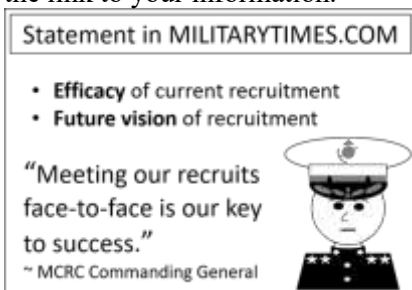 the link to your information.
Statement in MILITARYTIMES.COM
• Efficacy of current recruitment
• Future vision of recruitment
“Meeting our recruits
face-to-face is our key
to success.”
~ MCRC Commanding General